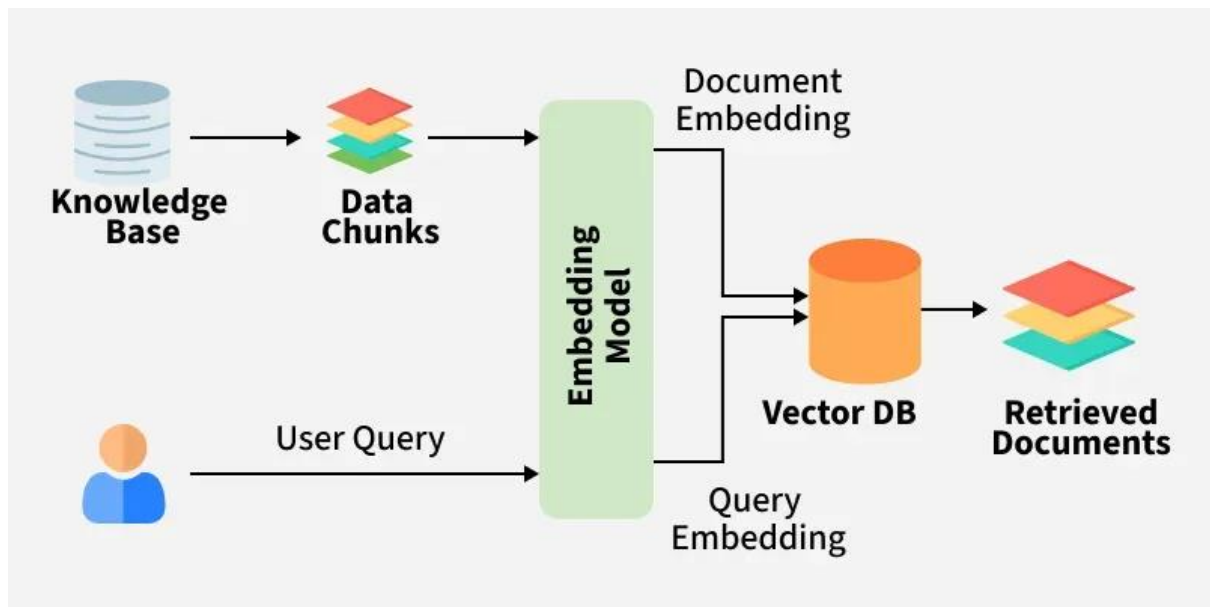 Knowledge
Base
Data
Chunks
Embedding
Model
Document
Embedding
User Query
Query
Embedding
Vector DB
Retrieved
Documents